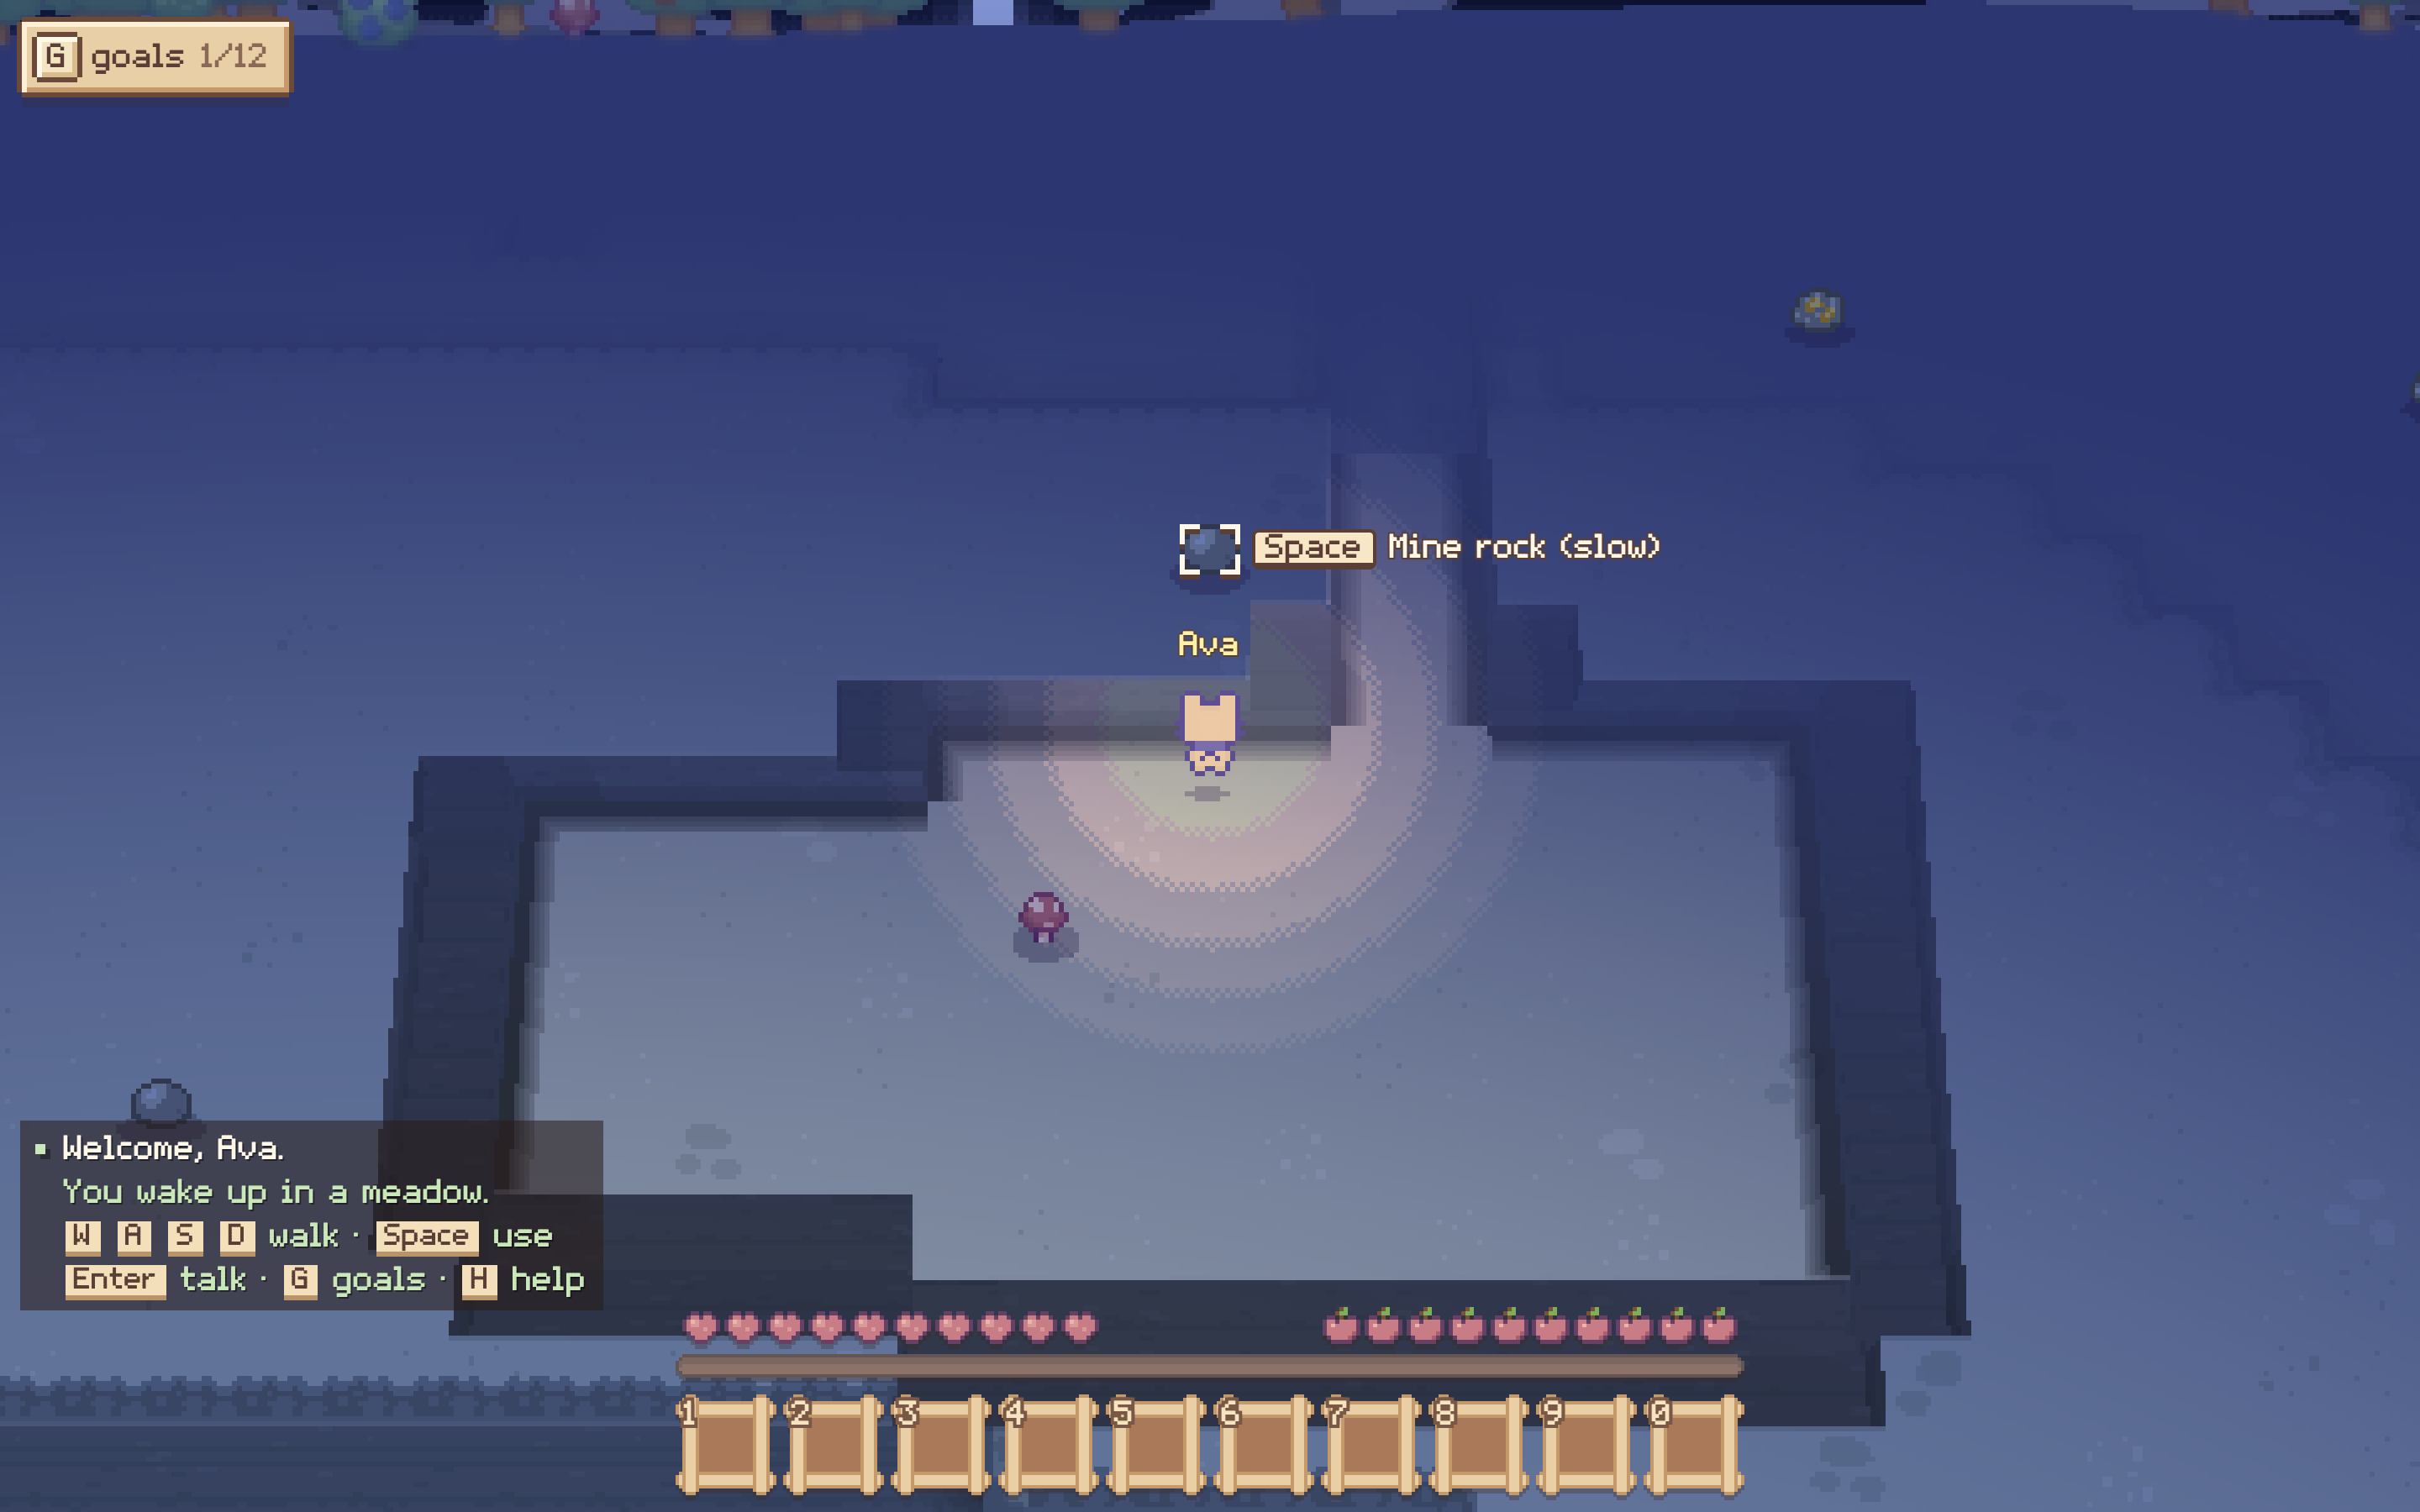 G goals 1/12
Space Mine rock (slow)
Ava
Welcome, Ava.
You wake up in a meadow.
W A S D walk · Space use
Enter talk · G goals · H help
1 2 3 4 5 6 7 8 9 0